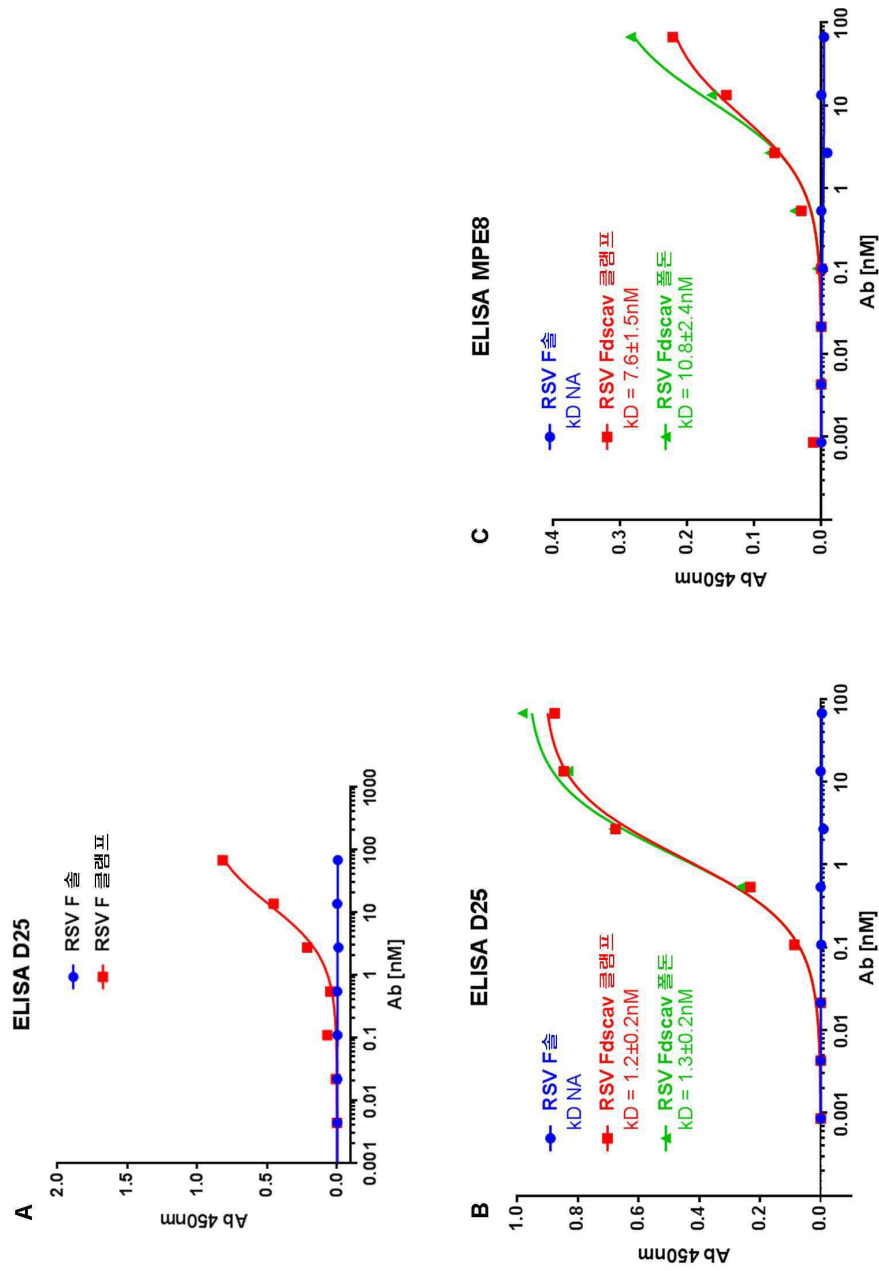 A
ELISA D25
RSV F 솔
RSV F 클램프
Ab 450nm
2.0
1.5
1.0
0.5
0.0
0.001
0.01
0.1
1
10
100
1000
Ab [nM]
B
ELISA D25
RSV F솔
kD NA
RSV Fdscav 클램프
kD = 1.2±0.2nM
RSV Fdscav 폴돈
kD = 1.3±0.2nM
Ab 450nm
1.0
0.8
0.6
0.4
0.2
0.0
0.001
0.01
0.1
1
10
100
Ab [nM]
C
ELISA MPE8
RSV F솔
kD NA
RSV Fdscav 클램프
kD = 7.6±1.5nM
RSV Fdscav 폴돈
kD = 10.8±2.4nM
Ab 450nm
0.4
0.3
0.2
0.1
0.0
0.001
0.01
0.1
1
10
100
Ab [nM]